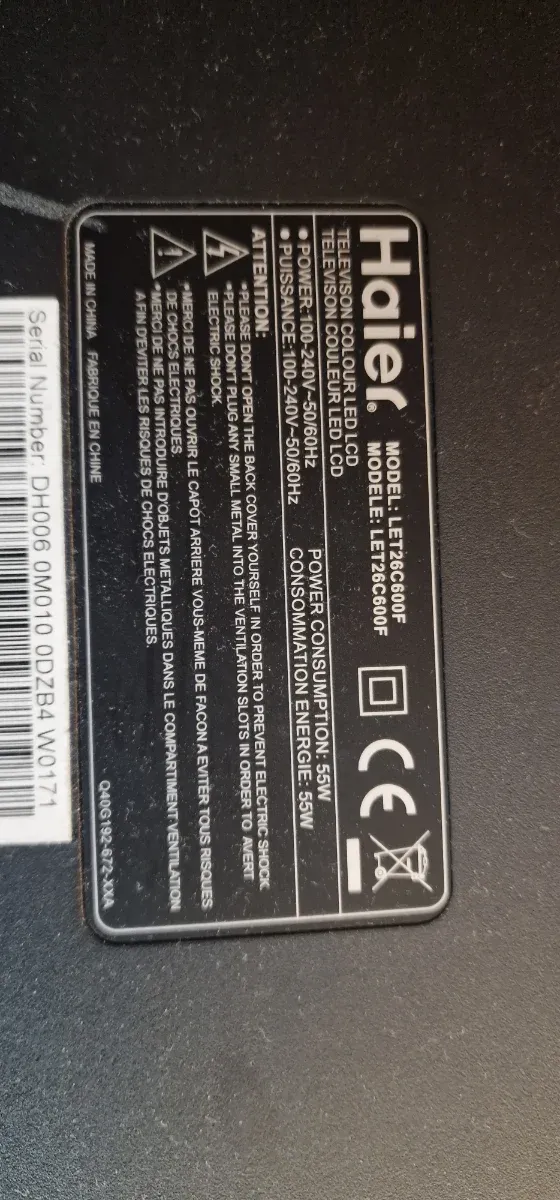 Haier®
MODEL: LET26C600F
MODELE: LET26C600F
CE
TELEVISON COLOUR LED LCD
TELEVISON COULEUR LED LCD
● POWER: 100-240V~50/60Hz
POWER CONSUMPTION: 55W
● PUISSANCE:100-240V~50/60Hz
CONSOMMATION ENERGIE: 55W
ATTENTION:
*PLEASE DON'T OPEN THE BACK COVER YOURSELF IN ORDER TO PREVENT ELECTRIC SHOCK
*PLEASE DON'T PLUG ANY SMALL METAL INTO THE VENTILATION SLOTS IN ORDER TO AVERT
ELECTRIC SHOCK
*MERCI DE NE PAS OUVRIR LE CAPOT ARRIERE VOUS-MEME DE FACON A EVITER TOUS RISQUES
DE CHOCS ELECTRIQUES.
*MERCI DE NE PAS INTRODUIRE D'OBJETS METALLIQUES DANS LE COMPARTIMENT VENTILATION
AFIN D'EVITER LES RISQUES DE CHOCS ELECTRIQUES.
MADE IN CHINA FABRIQUE EN CHINE
Q40G192-672-XXA
Serial Number: DH006 0M010 0DZB4 W0171